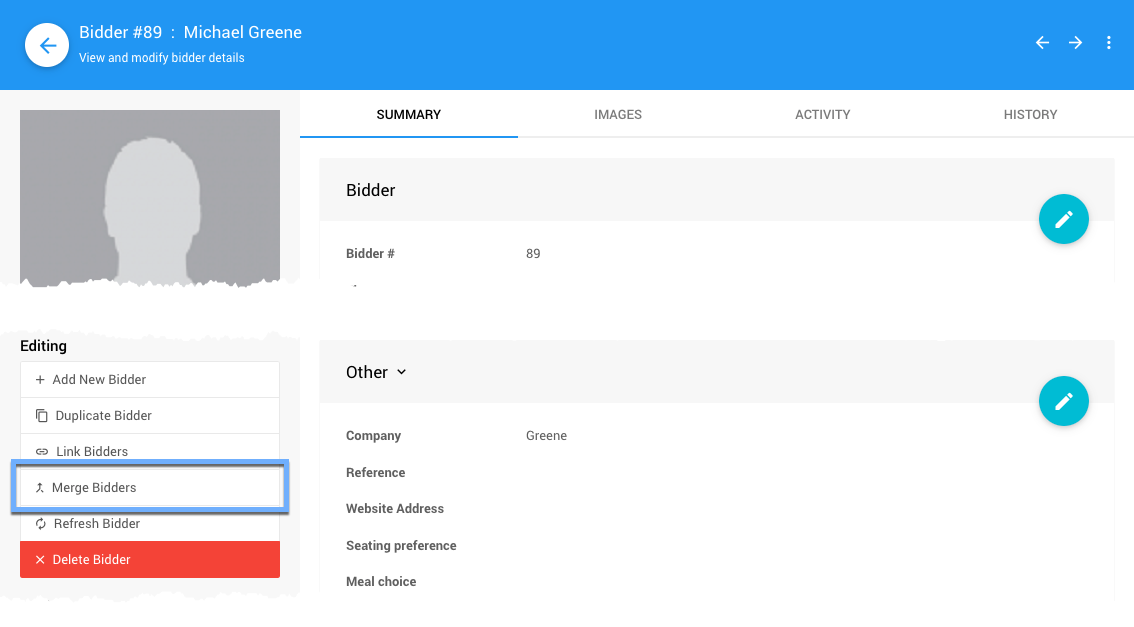 Bidder #89 : Michael Greene
View and modify bidder details
SUMMARY
IMAGES
ACTIVITY
HISTORY
Bidder
Bidder # 89
Editing
Add New Bidder
Duplicate Bidder
Link Bidders
Merge Bidders
Refresh Bidder
Delete Bidder
Other
Company Greene
Reference
Website Address
Seating preference
Meal choice